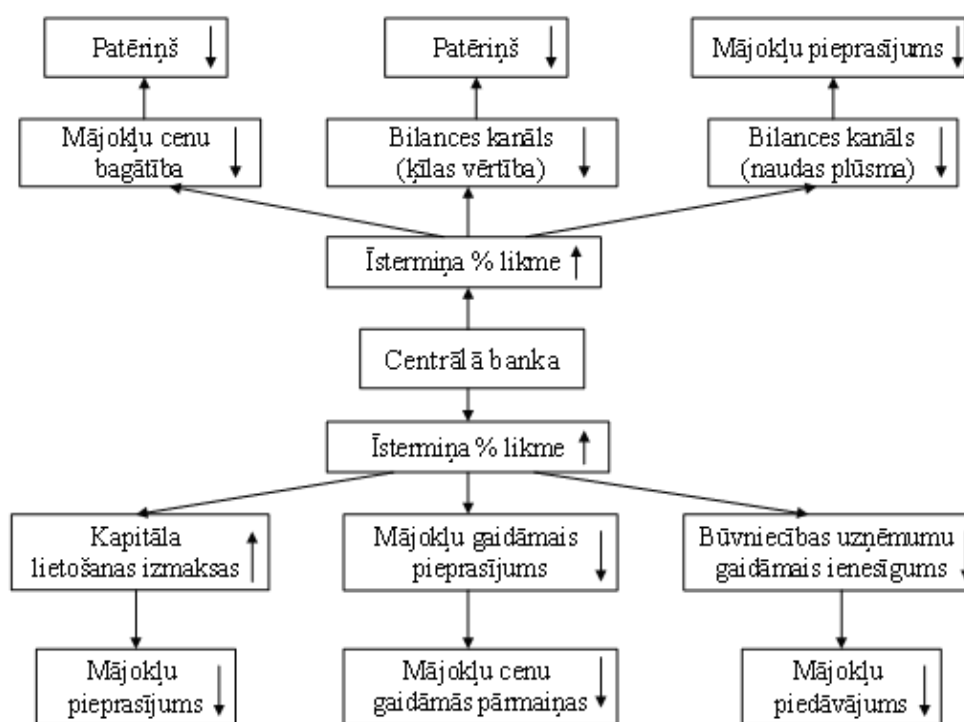 Patēriņš
Patēriņš
Mājokļu pieprasījums
Mājokļu cenu
bagātība
Bilances kanāls
(ķīlas vērtība)
Bilances kanāls
(naudas plūsma)
Īstermiņa % likme
Centrālā banka
Īstermiņa % likme
Kapitāla
lietošanas izmaksas
Mājokļu gaidāmais
pieprasījums
Būvniecības uzņēmumu
gaidāmais ienesīgums
Mājokļu
pieprasījums
Mājokļu cenu
gaidāmās pārmaiņas
Mājokļu
piedāvājums